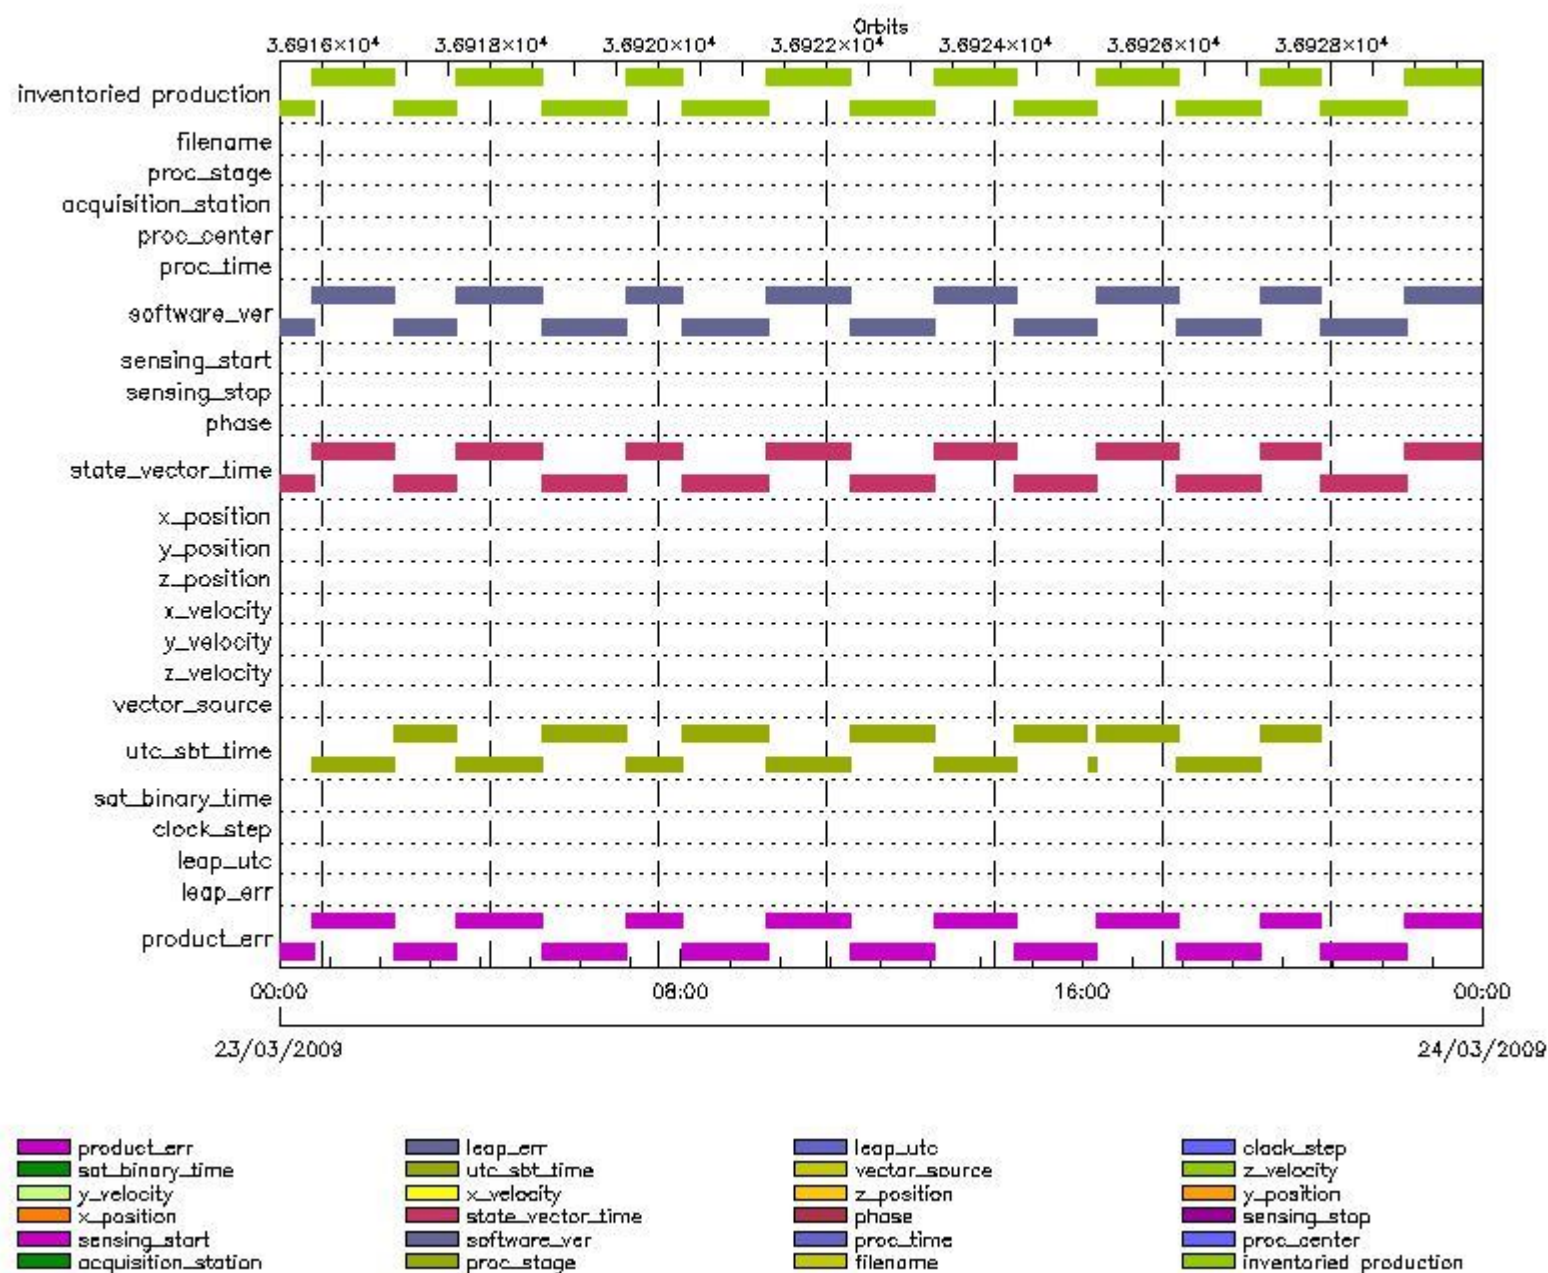 Orbits
3.6916×10⁴ 3.6918×10⁴ 3.6920×10⁴ 3.6922×10⁴ 3.6924×10⁴ 3.6926×10⁴ 3.6928×10⁴
inventoried production
filename
proc_stage
acquisition_station
proc_center
proc_time
software_ver
sensing_start
sensing_stop
phase
state_vector_time
x_position
y_position
z_position
x_velocity
y_velocity
z_velocity
vector_source
utc_sbt_time
sat_binary_time
clock_step
leap_utc
leap_err
product_err
00:00 08:00 16:00 00:00
23/03/2009 24/03/2009
product_err leap_err leap_utc clock_step
sat_binary_time utc_sbt_time vector_source z_velocity
y_velocity x_velocity z_position y_position
x_position state_vector_time phase sensing_stop
sensing_start software_ver proc_time proc_center
acquisition_station proc_stage filename inventoried production